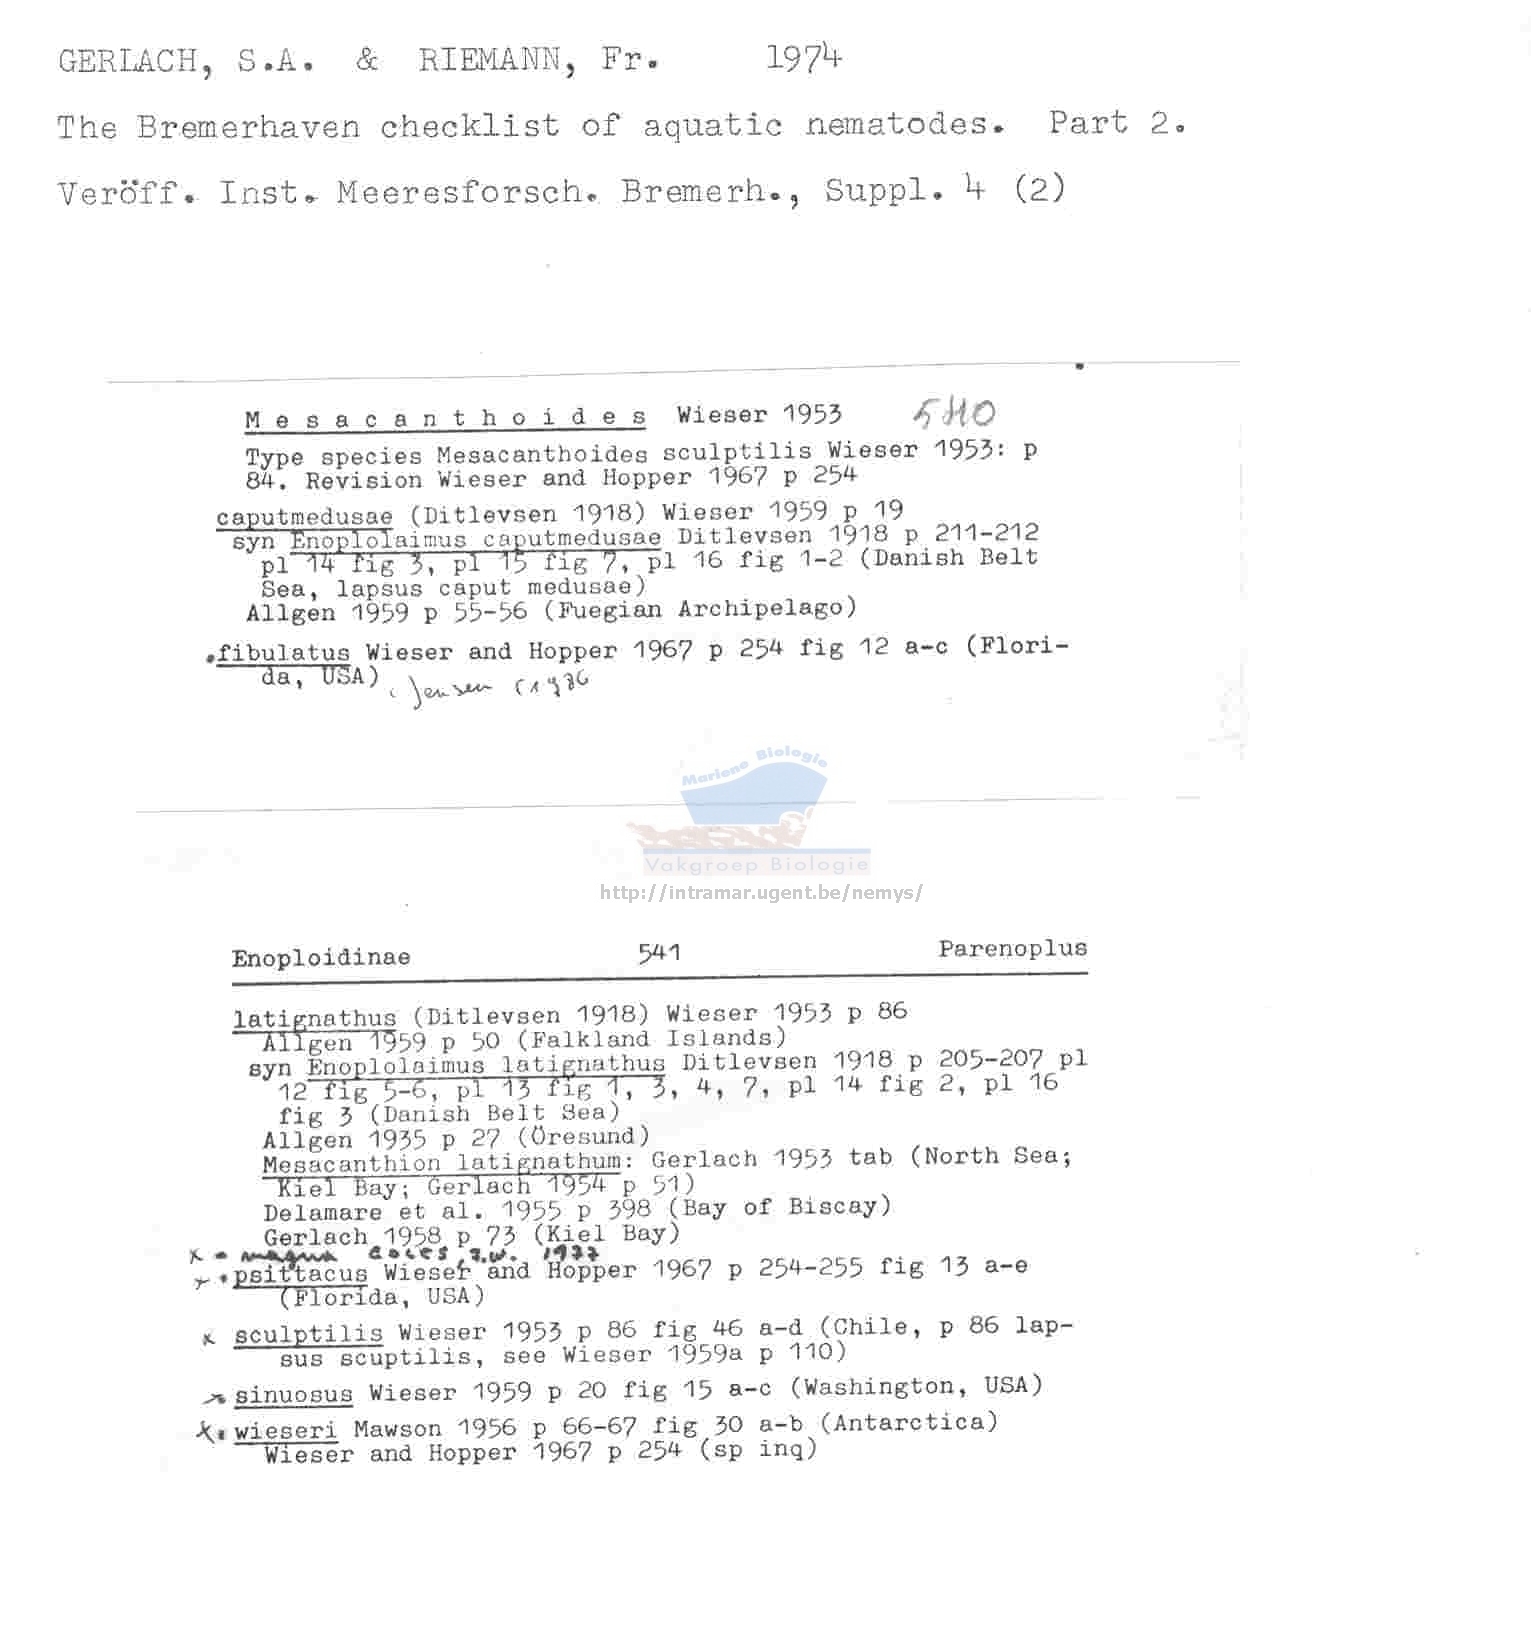 GERLACH, S.A. & RIEMANN, Fr. 1974
The Bremerhaven checklist of aquatic nematodes. Part 2.
Veröff. Inst. Meeresforsch. Bremerh., Suppl. 4 (2)
Mesacanthoides Wieser 1953 540
Type species Mesacanthoides sculptilis Wieser 1953: p
84. Revision Wieser and Hopper 1967 p 254
caputmedusae (Ditlevsen 1918) Wieser 1959 p 19
syn Enoplolaimus caputmedusae Ditlevsen 1918 p 211-212
pl 14 fig 3, pl 15 fig 7, pl 16 fig 1-2 (Danish Belt
Sea, lapsus caput medusae)
Allgen 1959 p 55-56 (Fuegian Archipelago)
.fibulatus Wieser and Hopper 1967 p 254 fig 12 a-c (Flori-
da, USA) , Jensen (1986
Mariene Biologie
Vakgroep Biologie
http://intramar.ugent.be/nemys/
Enoploidinae 541 Parenoplus
latignathus (Ditlevsen 1918) Wieser 1953 p 86
Allgen 1959 p 50 (Falkland Islands)
syn Enoplolaimus latignathus Ditlevsen 1918 p 205-207 pl
12 fig 5-6, pl 13 fig 1, 3, 4, 7, pl 14 fig 2, pl 16
fig 3 (Danish Belt Sea)
Allgen 1935 p 27 (Öresund)
Mesacanthion latignathum: Gerlach 1953 tab (North Sea;
Kiel Bay; Gerlach 1954 p 51)
Delamare et al. 1955 p 398 (Bay of Biscay)
Gerlach 1958 p 73 (Kiel Bay)
x - magna Coles, J.W. 1977
x .psittacus Wieser and Hopper 1967 p 254-255 fig 13 a-e
(Florida, USA)
x sculptilis Wieser 1953 p 86 fig 46 a-d (Chile, p 86 lap-
sus scuptilis, see Wieser 1959a p 110)
x sinuosus Wieser 1959 p 20 fig 15 a-c (Washington, USA)
x. wieseri Mawson 1956 p 66-67 fig 30 a-b (Antarctica)
Wieser and Hopper 1967 p 254 (sp inq)